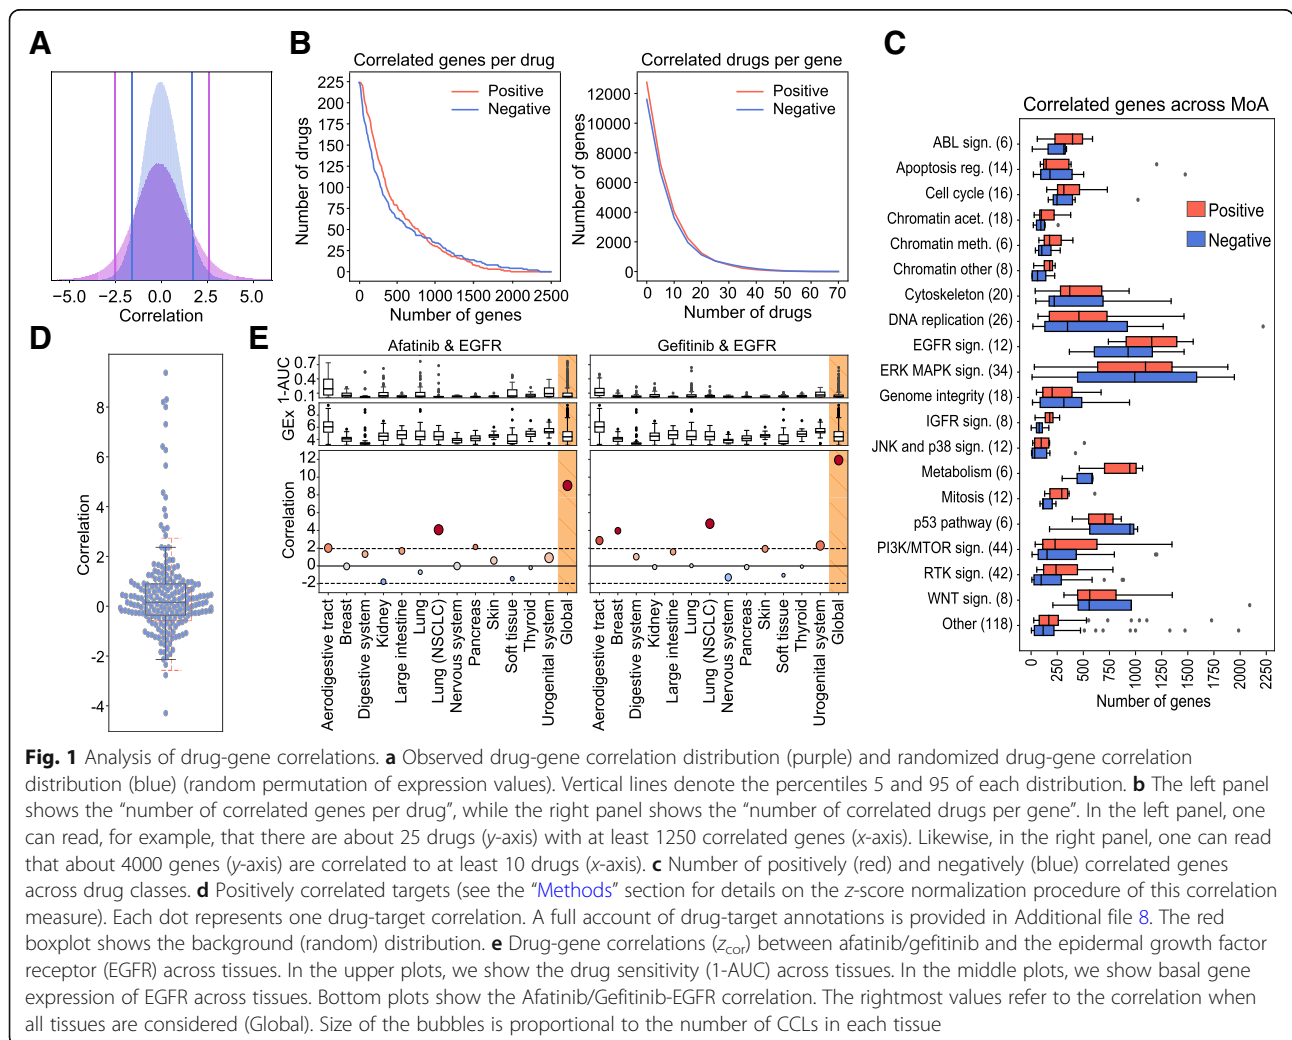 A
−5.0 −2.5 0.0 2.5 5.0
Correlation
B
Correlated genes per drug
Positive
Negative
225
200
175
150
125
100
75
50
25
0
Number of drugs
0 500 1000 1500 2000 2500
Number of genes
Correlated drugs per gene
Positive
Negative
12000
10000
8000
6000
4000
2000
0
Number of genes
0 10 20 30 40 50 60 70
Number of drugs
C
Correlated genes across MoA
ABL sign. (6)
Apoptosis reg. (14)
Cell cycle (16)
Chromatin acet. (18)
Chromatin meth. (6)
Chromatin other (8)
Cytoskeleton (20)
DNA replication (26)
EGFR sign. (12)
ERK MAPK sign. (34)
Genome integrity (18)
IGFR sign. (8)
JNK and p38 sign. (12)
Metabolism (6)
Mitosis (12)
p53 pathway (6)
PI3K/MTOR sign. (44)
RTK sign. (42)
WNT sign. (8)
Other (118)
Positive
Negative
0 250 500 750 1000 1250 1500 1750 2000 2250
Number of genes
D
8
6
4
2
0
-2
-4
Correlation
E
Afatinib & EGFR
Gefitinib & EGFR
1-AUC
0.7
0.4
0.1
GEx
8
6
4
Correlation
12
10
8
6
4
2
0
-2
Aerodigestive tract
Breast
Digestive system
Kidney
Large intestine
Lung
Lung (NSCLC)
Nervous system
Pancreas
Skin
Soft tissue
Thyroid
Urogenital system
Global
Aerodigestive tract
Breast
Digestive system
Kidney
Large intestine
Lung
Lung (NSCLC)
Nervous system
Pancreas
Skin
Soft tissue
Thyroid
Urogenital system
Global
Fig. 1 Analysis of drug-gene correlations. a Observed drug-gene correlation distribution (purple) and randomized drug-gene correlation
distribution (blue) (random permutation of expression values). Vertical lines denote the percentiles 5 and 95 of each distribution. b The left panel
shows the “number of correlated genes per drug”, while the right panel shows the “number of correlated drugs per gene”. In the left panel, one
can read, for example, that there are about 25 drugs (y-axis) with at least 1250 correlated genes (x-axis). Likewise, in the right panel, one can read
that about 4000 genes (y-axis) are correlated to at least 10 drugs (x-axis). c Number of positively (red) and negatively (blue) correlated genes
across drug classes. d Positively correlated targets (see the “Methods” section for details on the z-score normalization procedure of this correlation
measure). Each dot represents one drug-target correlation. A full account of drug-target annotations is provided in Additional file 8. The red
boxplot shows the background (random) distribution. e Drug-gene correlations (zcor) between afatinib/gefitinib and the epidermal growth factor
receptor (EGFR) across tissues. In the upper plots, we show the drug sensitivity (1-AUC) across tissues. In the middle plots, we show basal gene
expression of EGFR across tissues. Bottom plots show the Afatinib/Gefitinib-EGFR correlation. The rightmost values refer to the correlation when
all tissues are considered (Global). Size of the bubbles is proportional to the number of CCLs in each tissue